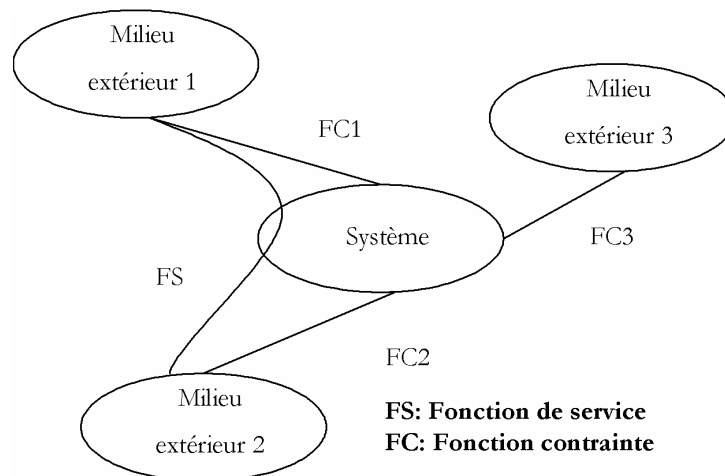 Milieu
extérieur 1
FC1
Milieu
extérieur 3
Système
FC3
FS
FC2
Milieu
extérieur 2
FS: Fonction de service
FC: Fonction contrainte